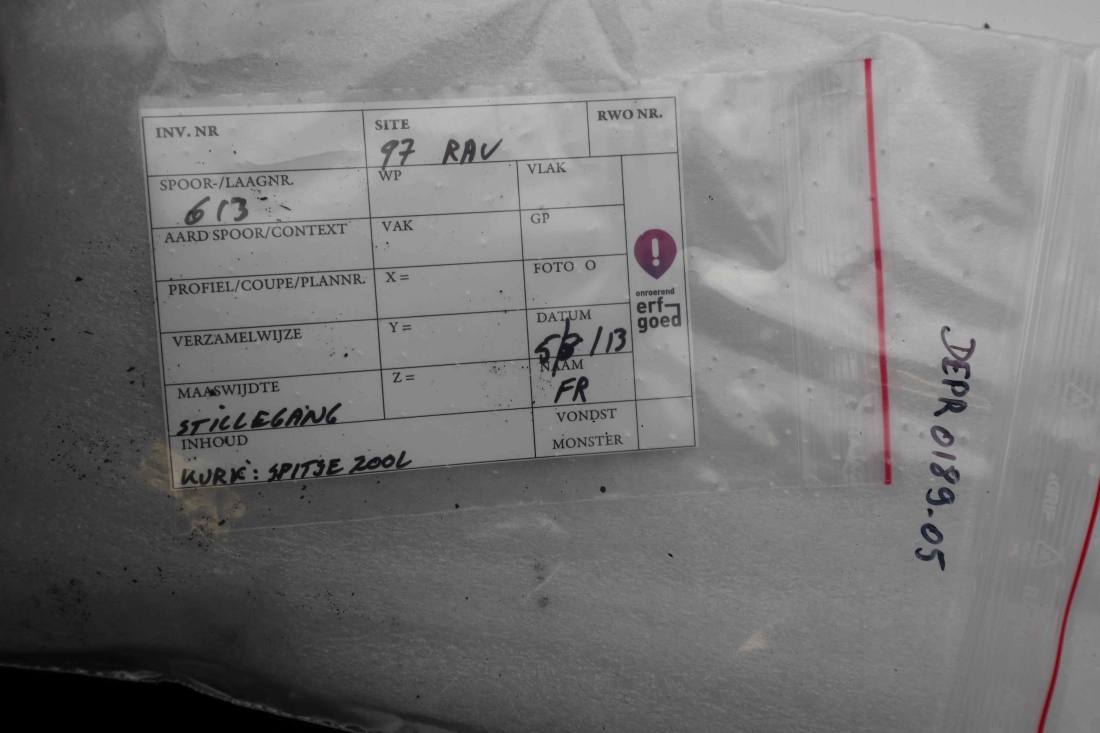 INV. NR
SITE
RWO NR.
97 RAV
SPOOR-/LAAGNR.
WP
VLAK
613
AARD SPOOR/CONTEXT
VAK
GP
PROFIEL/COUPE/PLANNR.
X =
FOTO O
onroerend
erf
goed
VERZAMELWIJZE
Y =
DATUM
/13
MAASWIJDTE
Z =
NAAM
FR
STILLEGANG
VONDST
INHOUD
MONSTER
KURK: SPITSE ZOOL
DEPR 0189-05